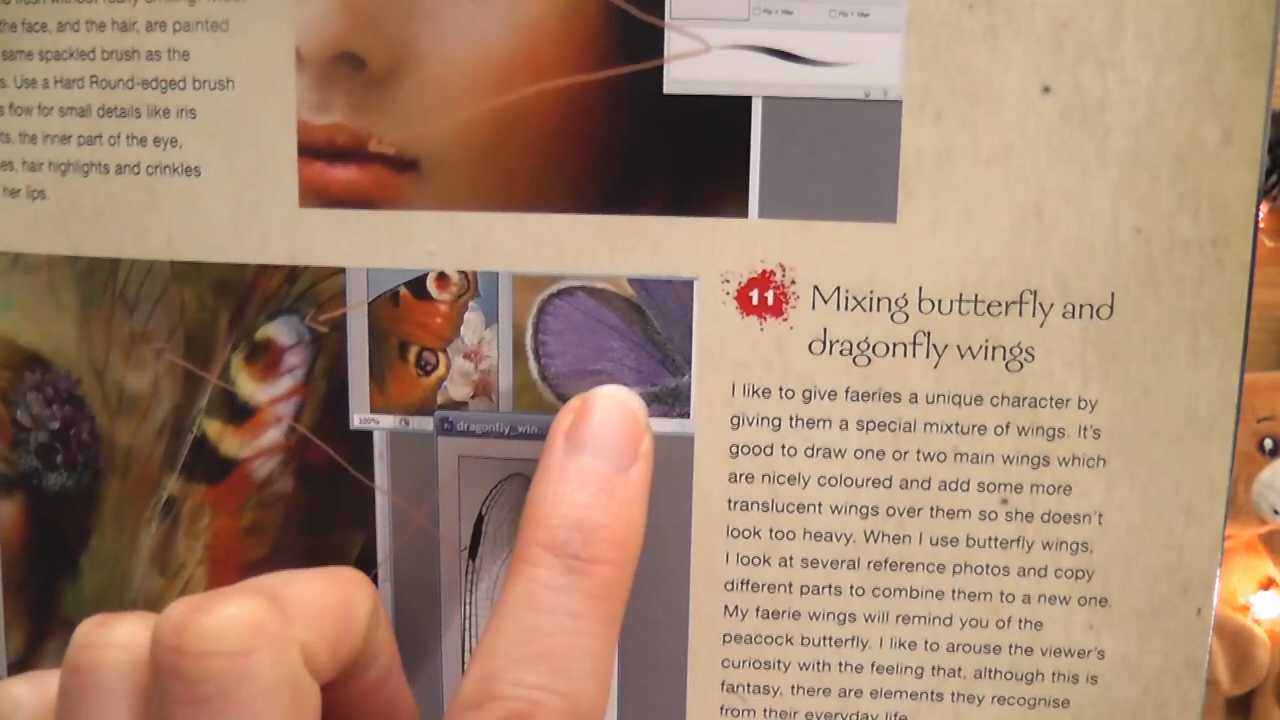 the face, and the hair, are painted
same spackled brush as the
s. Use a Hard Round-edged brush
s flow for small details like iris
ts, the inner part of the eye,
es, hair highlights and crinkles
her lips.
100%
dragonfly_win...
11
Mixing butterfly and
dragonfly wings
I like to give faeries a unique character by
giving them a special mixture of wings. It's
good to draw one or two main wings which
are nicely coloured and add some more
translucent wings over them so she doesn't
look too heavy. When I use butterfly wings,
I look at several reference photos and copy
different parts to combine them to a new one.
My faerie wings will remind you of the
peacock butterfly. I like to arouse the viewer's
curiosity with the feeling that, although this is
fantasy, there are elements they recognise
from their everyday life